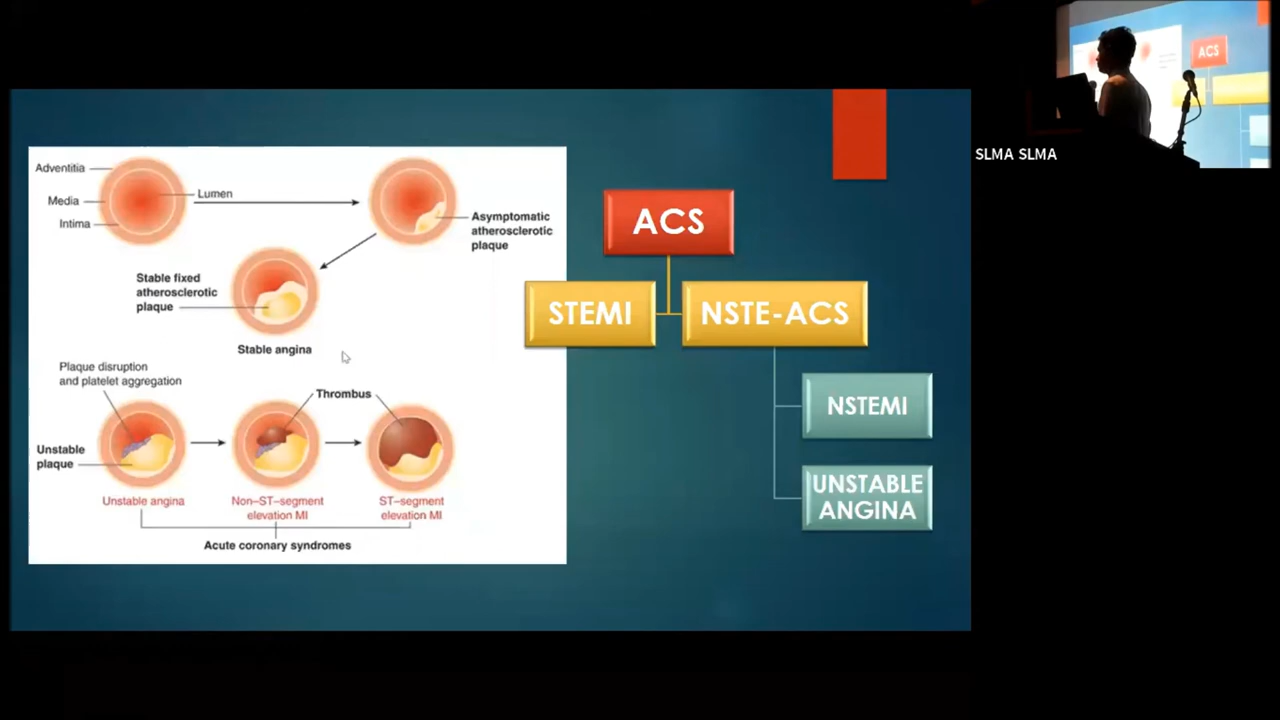 Adventitia
Media
Intima
Lumen
Asymptomatic
atherosclerotic
plaque
Stable fixed
atherosclerotic
plaque
Stable angina
Plaque disruption
and platelet aggregation
Thrombus
Unstable
plaque
Unstable angina
Non–ST–segment
elevation MI
ST–segment
elevation MI
Acute coronary syndromes
ACS
STEMI
NSTE-ACS
NSTEMI
UNSTABLE
ANGINA
ACS
SLMA SLMA